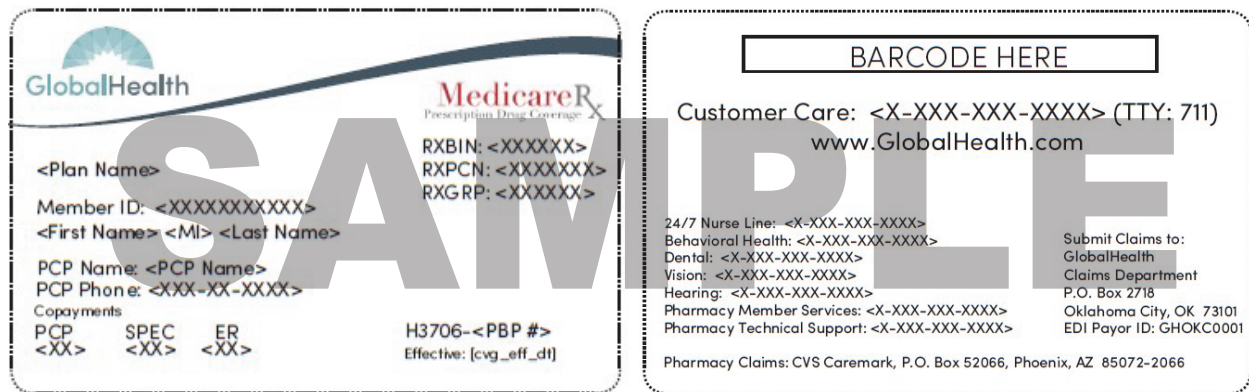 GlobalHealth
MedicareRx
Prescription Drug Coverage
RXBIN: <XXXXXX>
RXPCN: <XXXXXXX>
RXGRP: <XXXXXX>
<Plan Name>
Member ID: <XXXXXXXXXXX>
<First Name> <MI> <Last Name>
PCP Name: <PCP Name>
PCP Phone: <XXX-XX-XXXX>
Copayments
PCP SPEC ER
<XX> <XX> <XX>
H3706-<PBP #>
Effective: [cvg_eff_dt]
BARCODE HERE
Customer Care: <X-XXX-XXX-XXXX> (TTY: 711)
www.GlobalHealth.com
24/7 Nurse Line: <X-XXX-XXX-XXXX>
Behavioral Health: <X-XXX-XXX-XXXX>
Dental: <X-XXX-XXX-XXXX>
Vision: <X-XXX-XXX-XXXX>
Hearing: <X-XXX-XXX-XXXX>
Pharmacy Member Services: <X-XXX-XXX-XXXX>
Pharmacy Technical Support: <X-XXX-XXX-XXXX>
Submit Claims to:
GlobalHealth
Claims Department
P.O. Box 2718
Oklahoma City, OK 73101
EDI Payor ID: GHOKC0001
Pharmacy Claims: CVS Caremark, P.O. Box 52066, Phoenix, AZ 85072-2066
SAMPLE